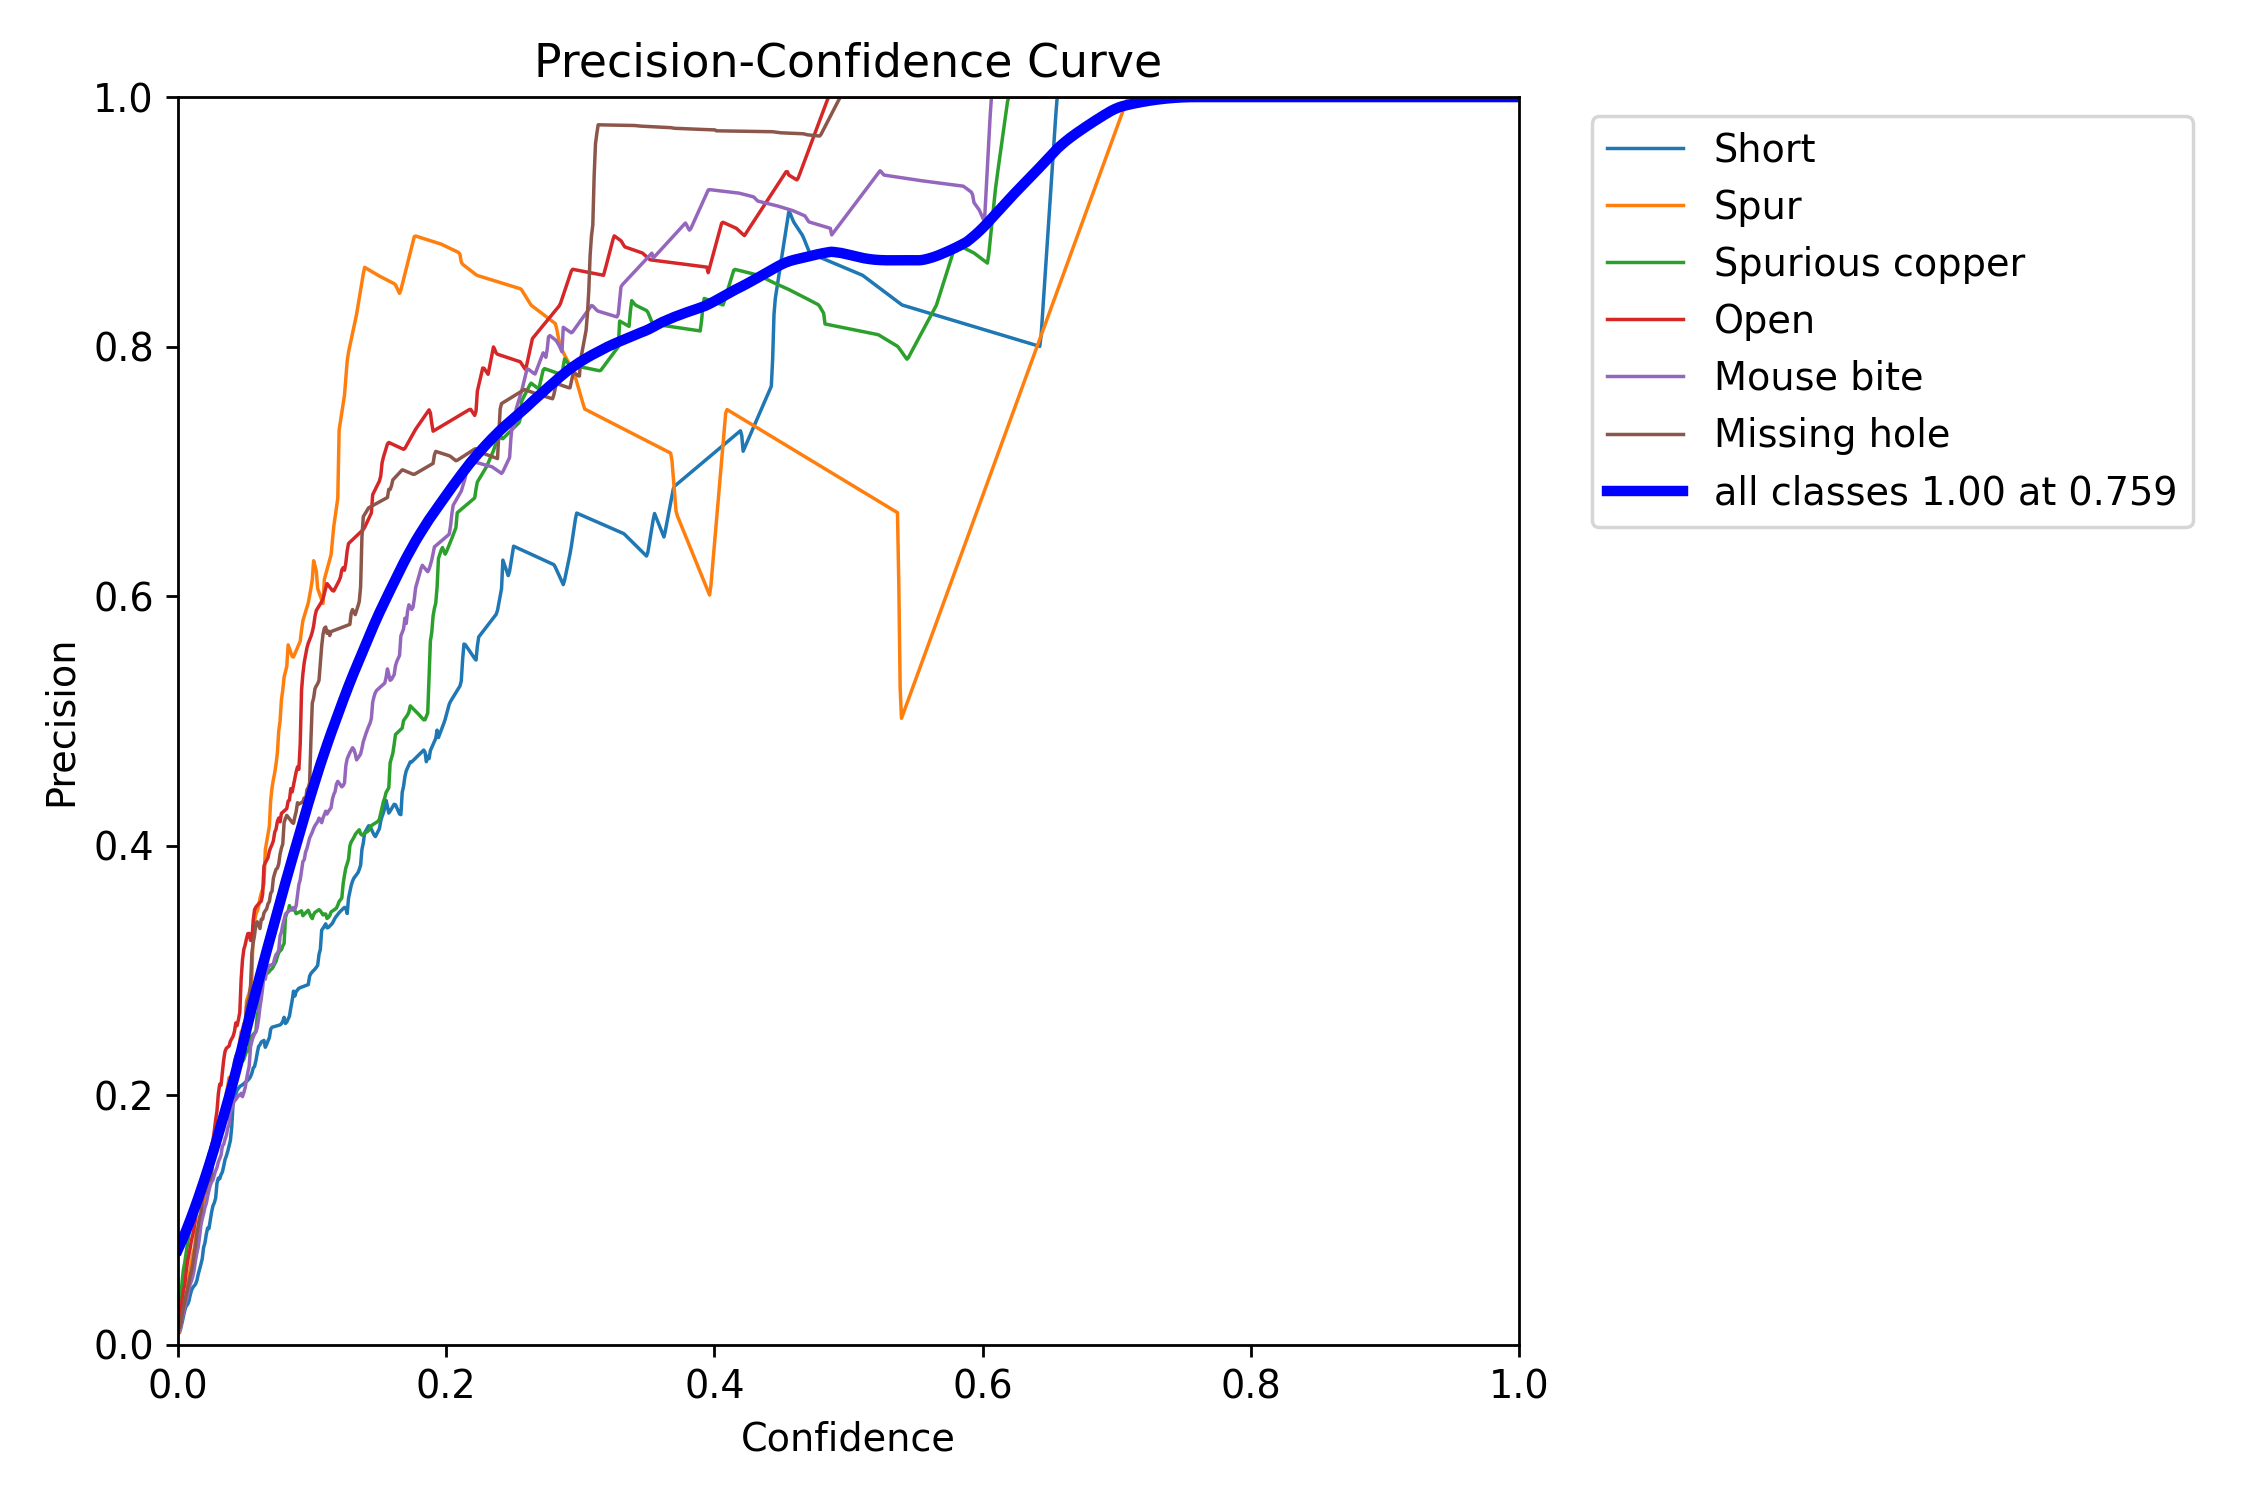 Precision-Confidence Curve
1.0
0.8
0.6
0.4
0.2
0.0
Precision
0.0 0.2 0.4 0.6 0.8 1.0
Confidence
Short
Spur
Spurious copper
Open
Mouse bite
Missing hole
all classes 1.00 at 0.759